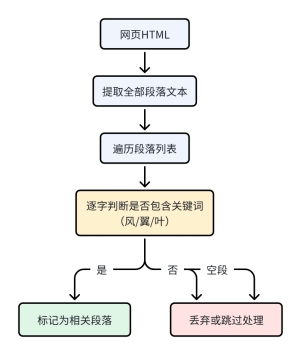 网页HTML
提取全部段落文本
遍历段落列表
逐字判断是否包含关键词
（风/翼/叶）
是
否
空段
标记为相关段落
丢弃或跳过处理